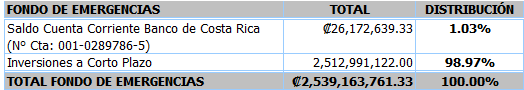 FONDO DE EMERGENCIAS TOTAL DISTRIBUCIÓN
Saldo Cuenta Corriente Banco de Costa Rica ₡26,172,639.33 1.03%
(Nº Cta: 001-0289786-5)
Inversiones a Corto Plazo 2,512,991,122.00 98.97%
TOTAL FONDO DE EMERGENCIAS ₡2,539,163,761.33 100.00%